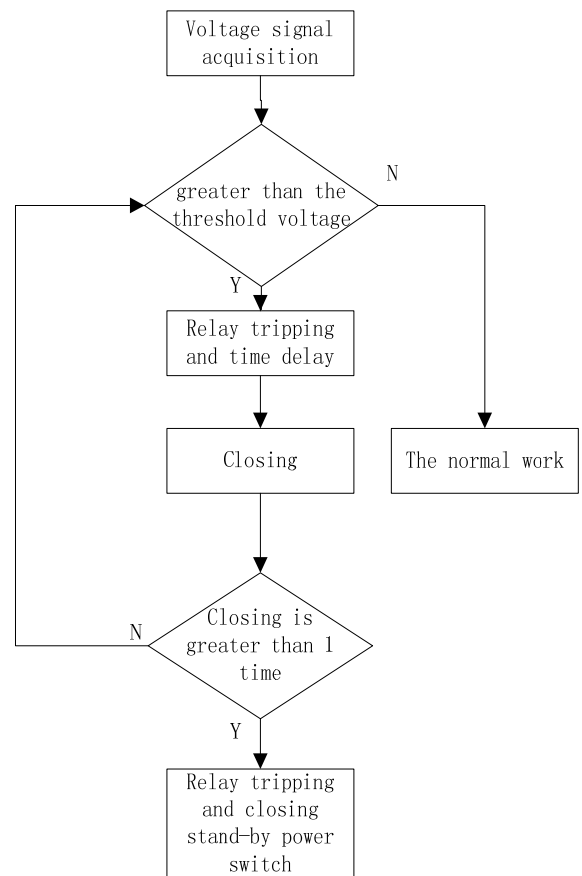 Voltage signal
acquisition
N
greater than the
threshold voltage
Y
Relay tripping
and time delay
Closing
The normal work
Closing is
greater than 1
time
N
Y
Relay tripping
and closing
stand-by power
switch